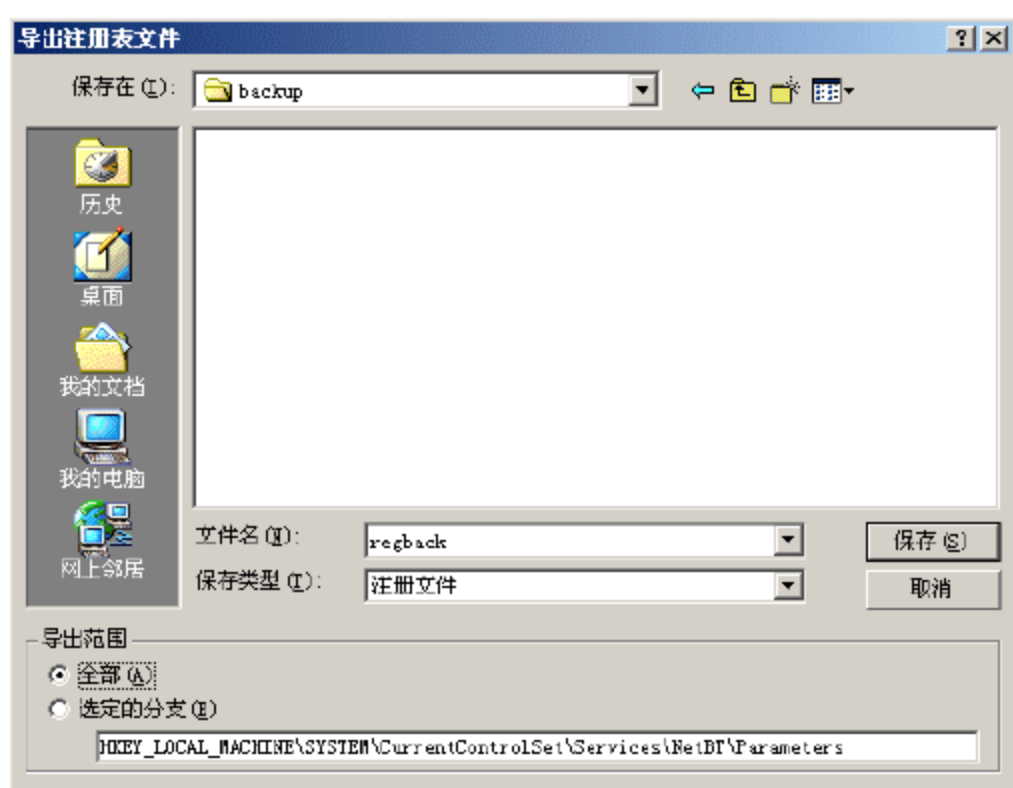 导出注册表文件
保存在(I):
backup
历史
桌面
我的文档
我的电脑
网上邻居
文件名(N):
regback
保存(S)
保存类型(T):
注册文件
取消
导出范围
全部(A)
选定的分支(E)
HKEY_LOCAL_MACHINE\SYSTEM\CurrentControlSet\Services\NetBT\Parameters